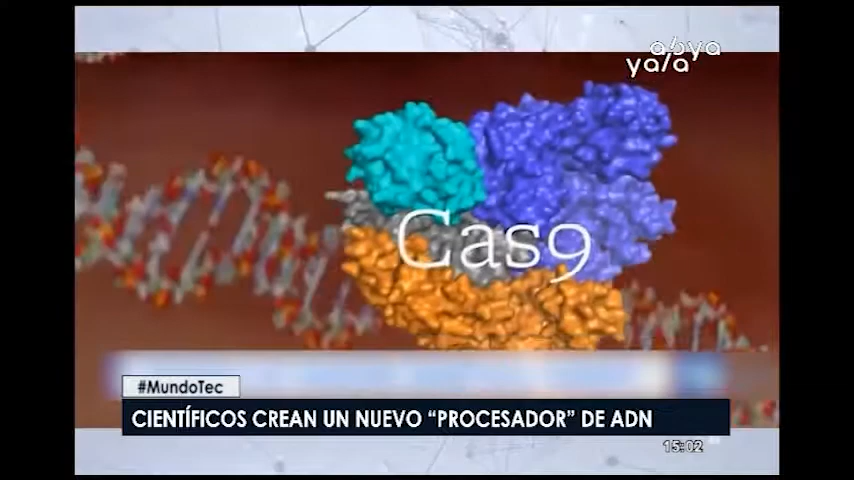 abya
yala
Cas9
#MundoTec
CIENTÍFICOS CREAN UN NUEVO “PROCESADOR” DE ADN
15:02